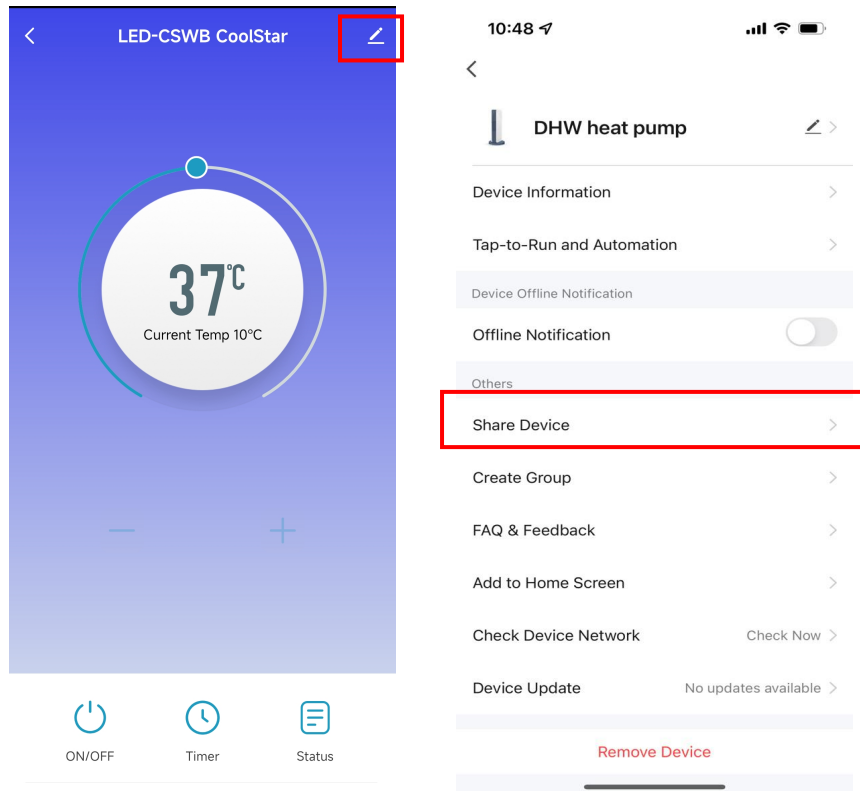 LED-CSWB CoolStar
37°C
Current Temp 10°C
ON/OFF
Timer
Status
10:48
DHW heat pump
Device Information
Tap-to-Run and Automation
Device Offline Notification
Offline Notification
Others
Share Device
Create Group
FAQ & Feedback
Add to Home Screen
Check Device Network Check Now
Device Update No updates available
Remove Device